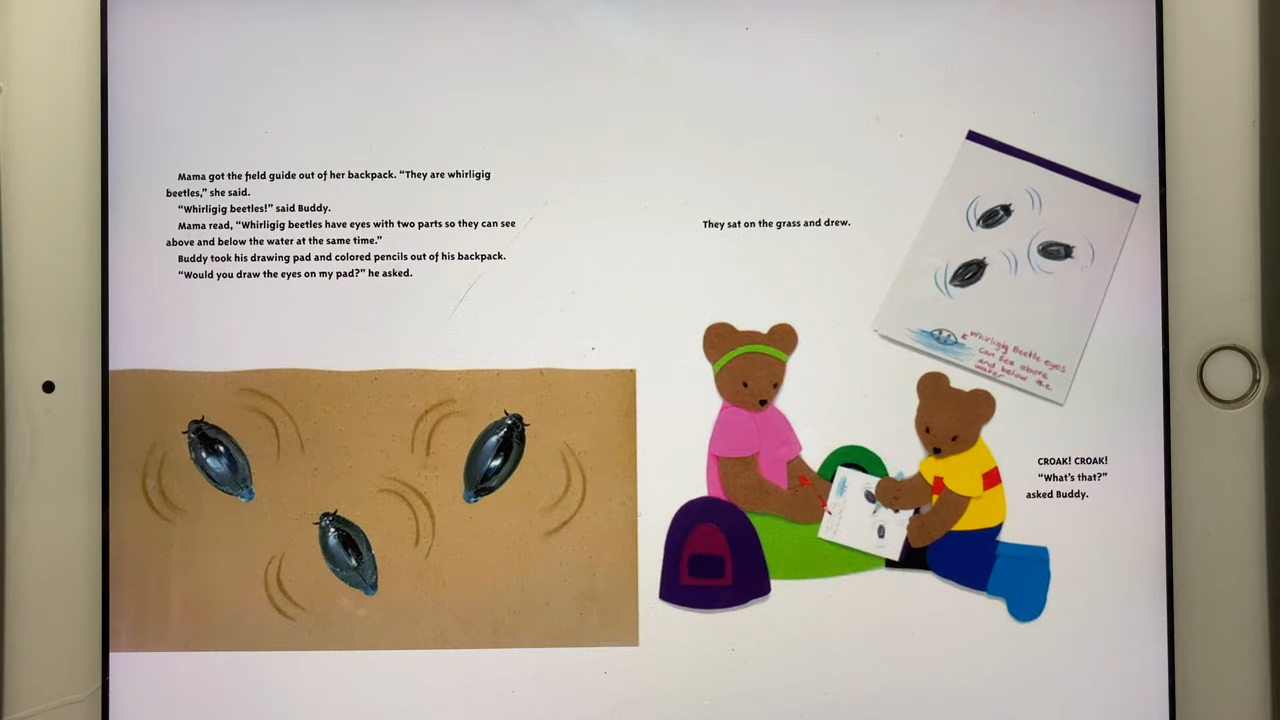 Mama got the field guide out of her backpack. “They are whirligig
beetles,” she said.
“Whirligig beetles!” said Buddy.
Mama read, “Whirligig beetles have eyes with two parts so they can see
above and below the water at the same time.”
Buddy took his drawing pad and colored pencils out of his backpack.
“Would you draw the eyes on my pad?” he asked.
They sat on the grass and drew.
Whirligig Beetle eyes
can see above
and below the
water
CROAK! CROAK!
“What’s that?”
asked Buddy.